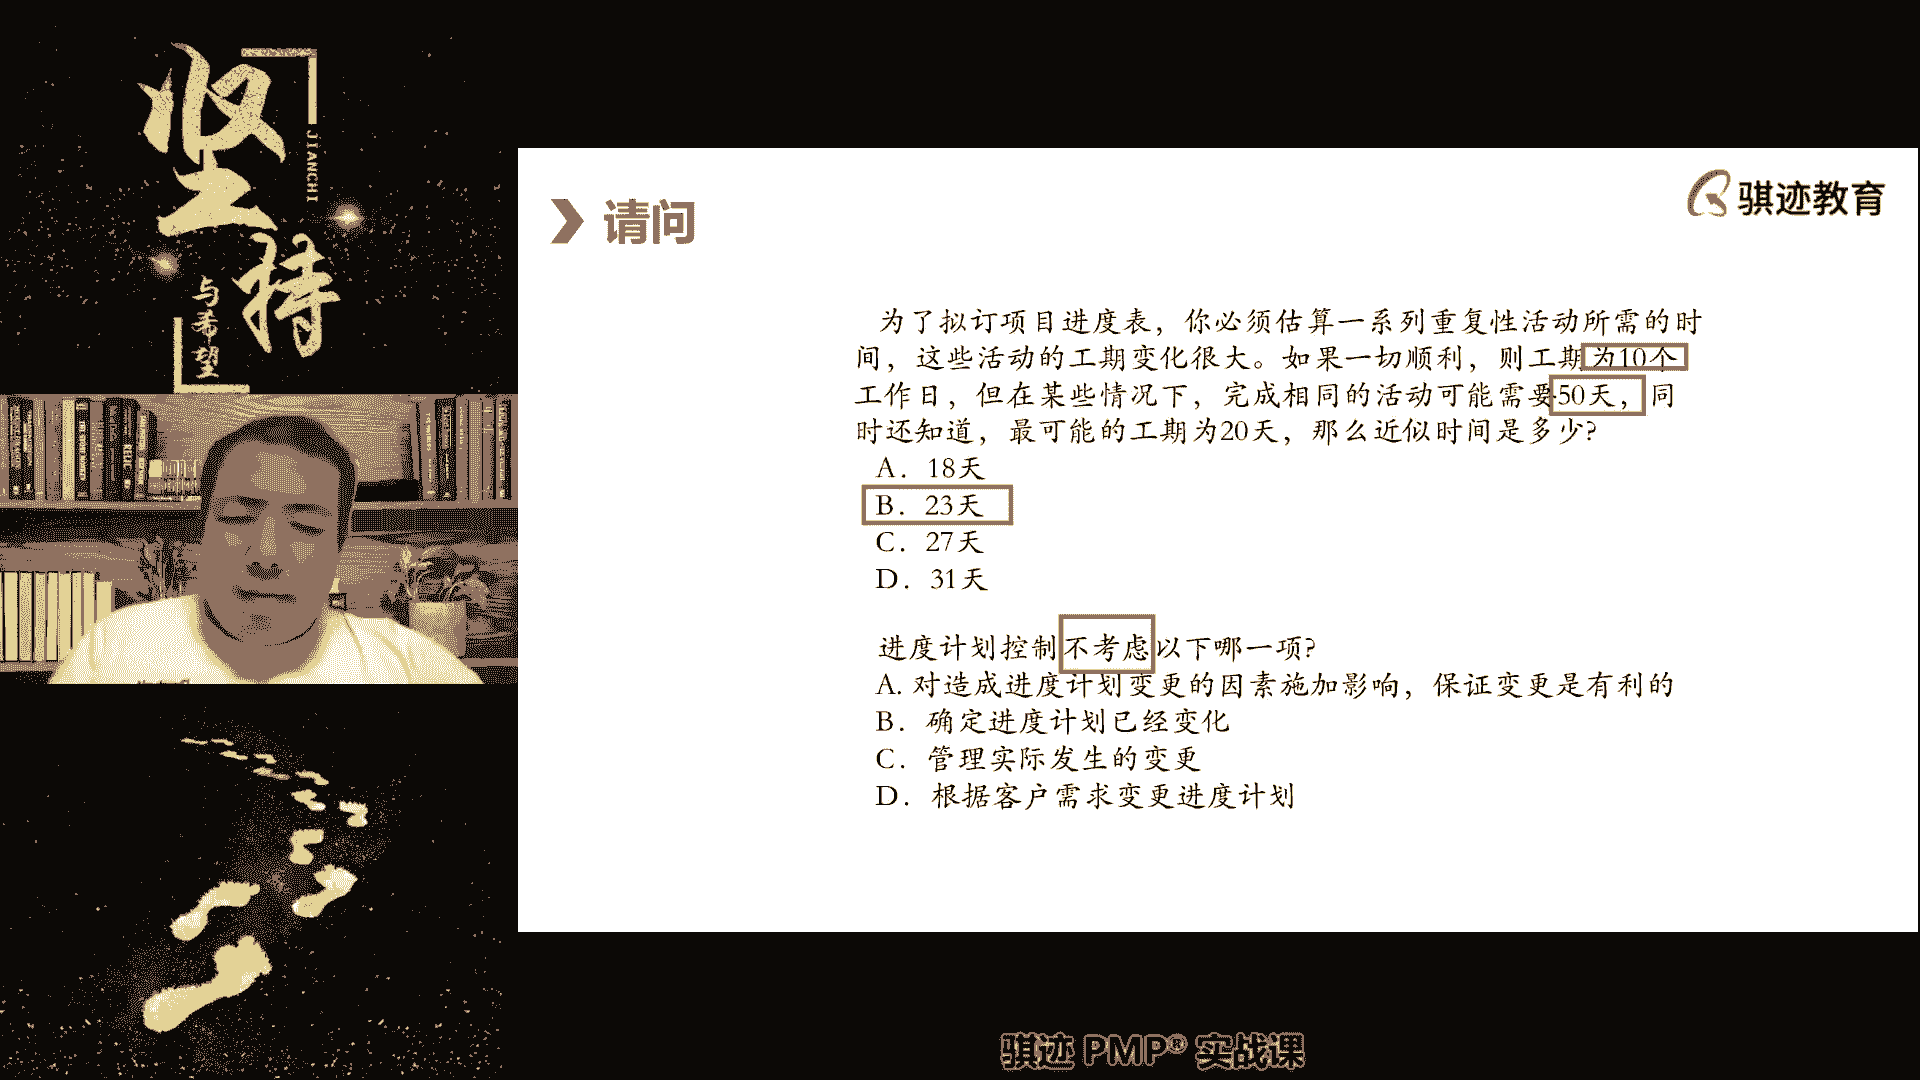 坚持
JIANCHI
与希望
请问
骐迹教育
为了拟订项目进度表，你必须估算一系列重复性活动所需的时
间，这些活动的工期变化很大。如果一切顺利，则工期为10个
工作日，但在某些情况下，完成相同的活动可能需要50天，同
时还知道，最可能的工期为20天，那么近似时间是多少?
A. 18天
B. 23天
C. 27天
D. 31天
进度计划控制不考虑以下哪一项?
A. 对造成进度计划变更的因素施加影响，保证变更是有利的
B. 确定进度计划已经变化
C. 管理实际发生的变更
D. 根据客户需求变更进度计划
骐迹 PMP® 实战课